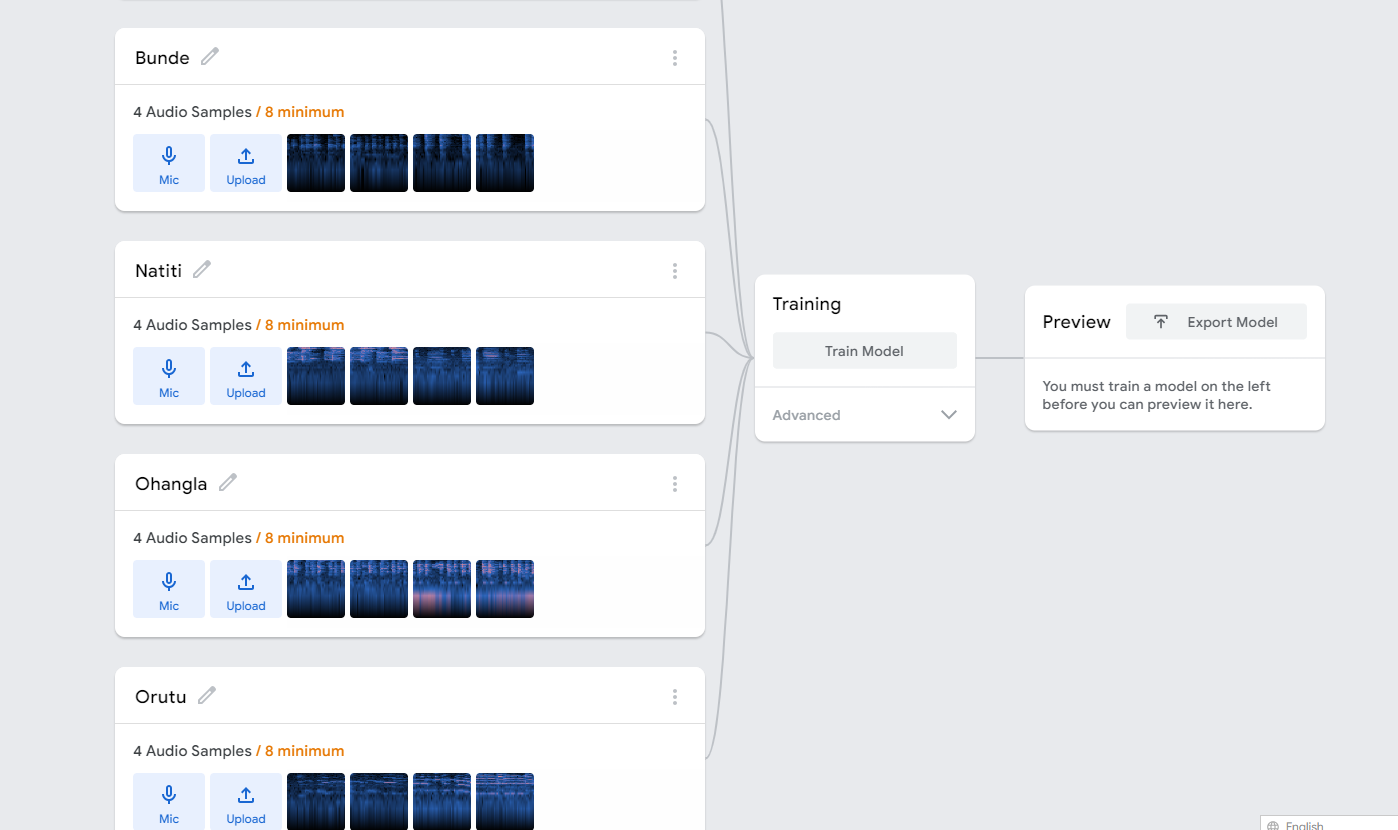 Bunde
4 Audio Samples / 8 minimum
Mic
Upload
Natiti
4 Audio Samples / 8 minimum
Mic
Upload
Ohangla
4 Audio Samples / 8 minimum
Mic
Upload
Orutu
4 Audio Samples / 8 minimum
Mic
Upload
Training
Train Model
Advanced
Preview
Export Model
You must train a model on the left
before you can preview it here.
English